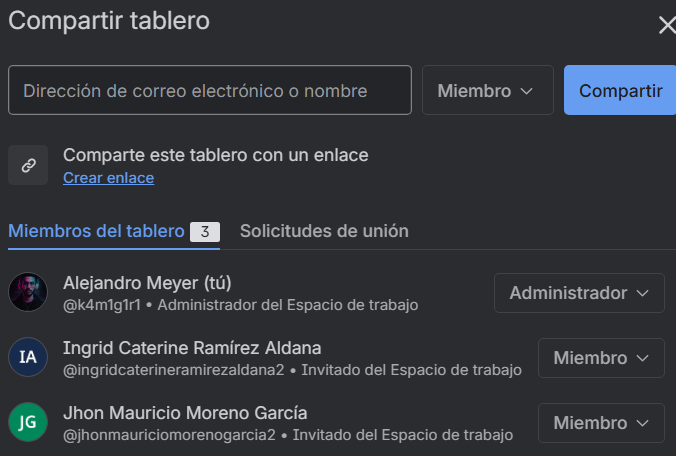 Compartir tablero
Dirección de correo electrónico o nombre
Miembro
Compartir
Comparte este tablero con un enlace
Crear enlace
Miembros del tablero 3
Solicitudes de unión
Alejandro Meyer (tú)
@k4m1g1r1 • Administrador del Espacio de trabajo
Administrador
IA
Ingrid Caterine Ramírez Aldana
@ingridcaterineramirezaldana2 • Invitado del Espacio de trabajo
Miembro
JG
Jhon Mauricio Moreno García
@jhonmauriciomorenogarcia2 • Invitado del Espacio de trabajo
Miembro